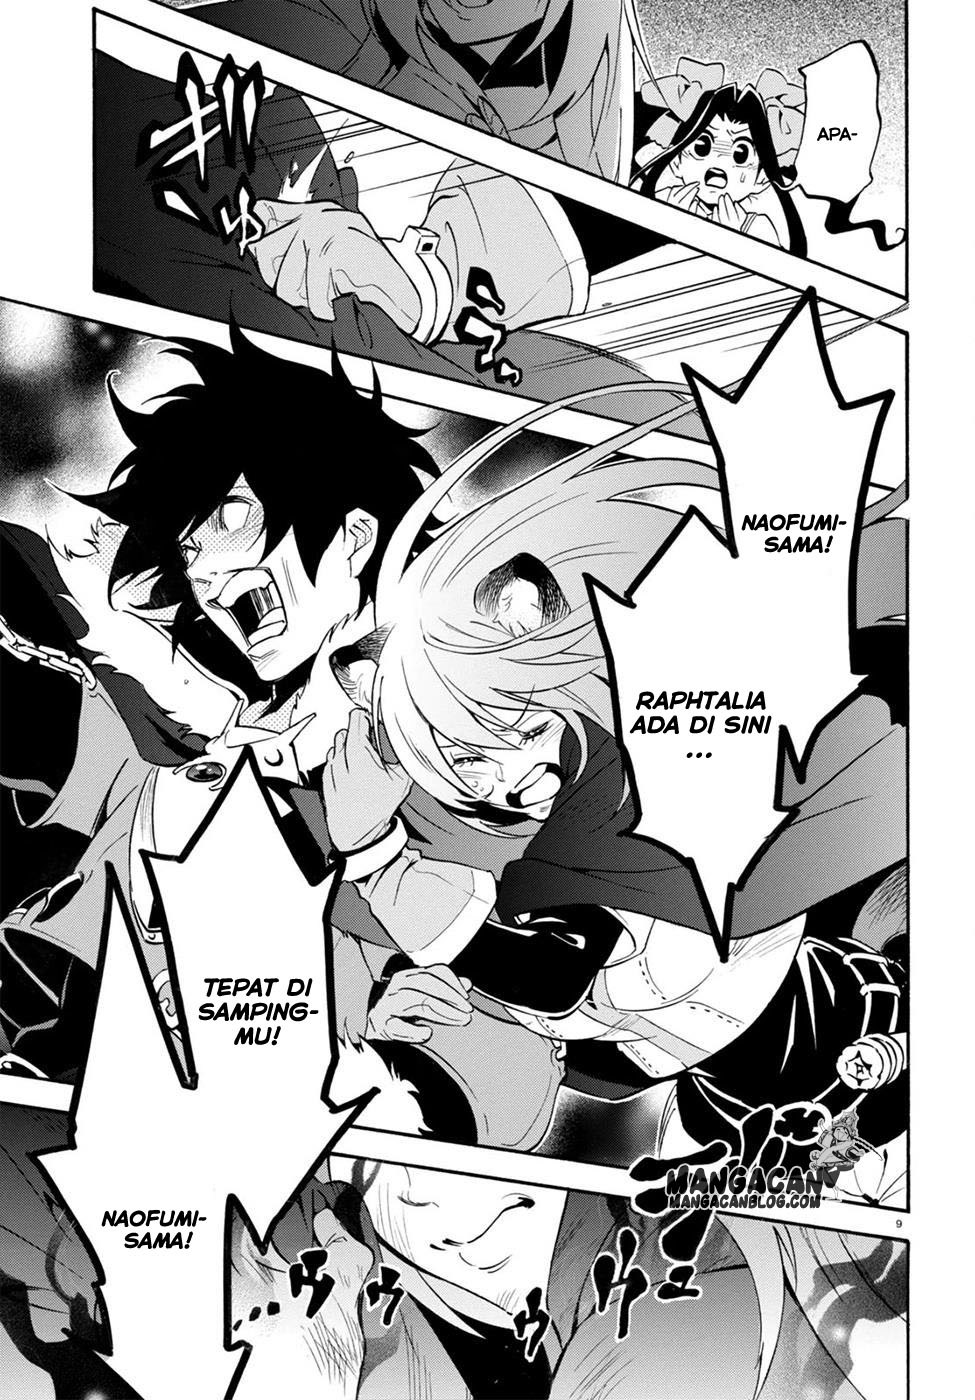 APA-
NAOFUMI-
SAMA!
RAPHTALIA
ADA DI SINI
...
TEPAT DI
SAMPING-
MU!
NAOFUMI-
SAMA!
MANGACAN
MANGACANBLOG.COM
9